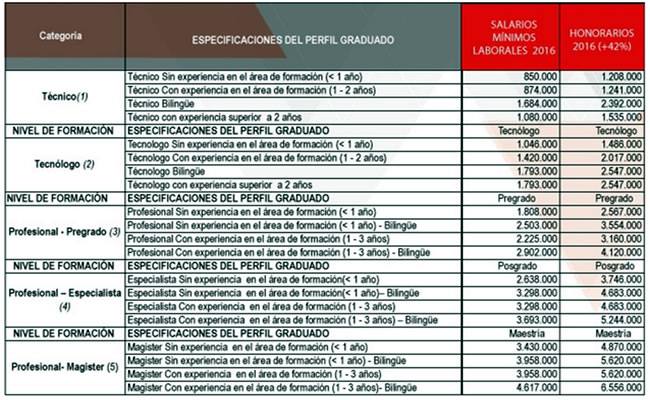 Categoría ESPECIFICACIONES DEL PERFIL GRADUADO SALARIOS MÍNIMOS LABORALES 2016 HONORARIOS 2016 (+42%)
Técnico(1)
Técnico Sin experiencia en el área de formación (< 1 año) 850.000 1.208.000
Técnico Con experiencia en el área de formación (1 - 2 años) 874.000 1.241.000
Técnico Bilingüe 1.684.000 2.392.000
Técnico con experiencia superior a 2 años 1.080.000 1.535.000
NIVEL DE FORMACIÓN ESPECIFICACIONES DEL PERFIL GRADUADO Tecnólogo Tecnólogo
Tecnólogo (2)
Tecnologo Sin experiencia en el área de formación (< 1 año) 1.046.000 1.486.000
Técnologo Con experiencia en el área de formación (1 - 2 años) 1.420.000 2.017.000
Técnologo Bilingüe 1.793.000 2.547.000
Técnologo con experiencia superior a 2 años 1.793.000 2.547.000
NIVEL DE FORMACIÓN ESPECIFICACIONES DEL PERFIL GRADUADO Pregrado Pregrado
Profesional - Pregrado (3)
Profesional Sin experiencia en el área de formación (< 1 año) 1.808.000 2.567.000
Profesional Sin experiencia en el área de formación (< 1 año) - Bilingüe 2.503.000 3.554.000
Profesional Con experiencia en el área de formación (1 - 3 años) 2.225.000 3.160.000
Profesional Con experiencia en el área de formación (1 - 3 años) - Bilingüe 2.902.000 4.120.000
NIVEL DE FORMACIÓN ESPECIFICACIONES DEL PERFIL GRADUADO Posgrado Posgrado
Profesional – Especialista (4)
Especialista Sin experiencia en el área de formación(< 1 año) 2.638.000 3.746.000
Especialista Sin experiencia en el área de formación(< 1 año)– Bilingüe 3.298.000 4.683.000
Especialista Con experiencia en el área de formación (1 - 3 años) 3.298.000 4.683.000
Especialista Con experiencia en el área de formación (1 - 3 años) – Bilingüe 3.693.000 5.244.000
NIVEL DE FORMACIÓN ESPECIFICACIONES DEL PERFIL GRADUADO Maestria Maestria
Profesional- Magister (5)
Magister Sin experiencia en el área de formación (< 1 año) 3.430.000 4.870.000
Magister Sin experiencia en el área de formación (< 1 año) - Bilingüe 3.958.000 5.620.000
Magister Con experiencia en el área de formación (1 - 3 años) 3.958.000 5.620.000
Magister Con experiencia en el área de formación (1 - 3 años)- Bilingüe 4.617.000 6.556.000